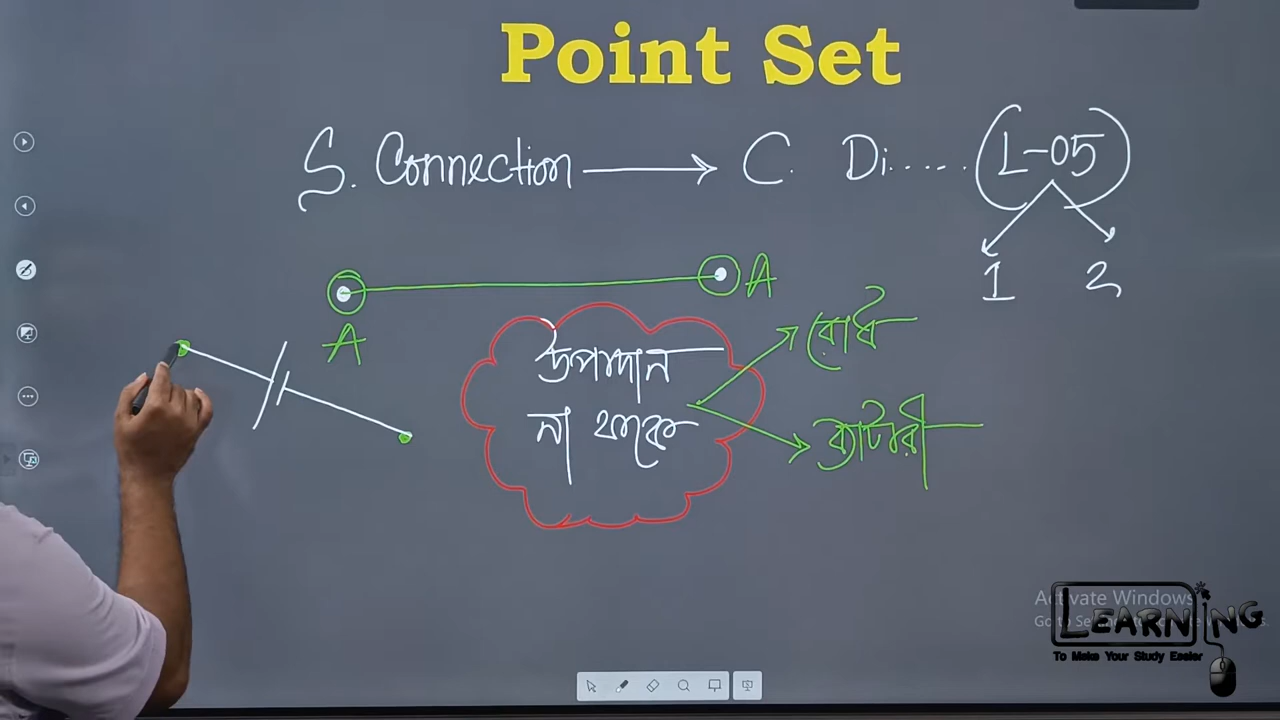 Point Set
S. Connection → C. Di..... (L-05)
1 2
A A
উপাদান
না থাকে
রোধ
ব্যাটারী
Activate Windows
LEARNING
To Make Your Study Easier